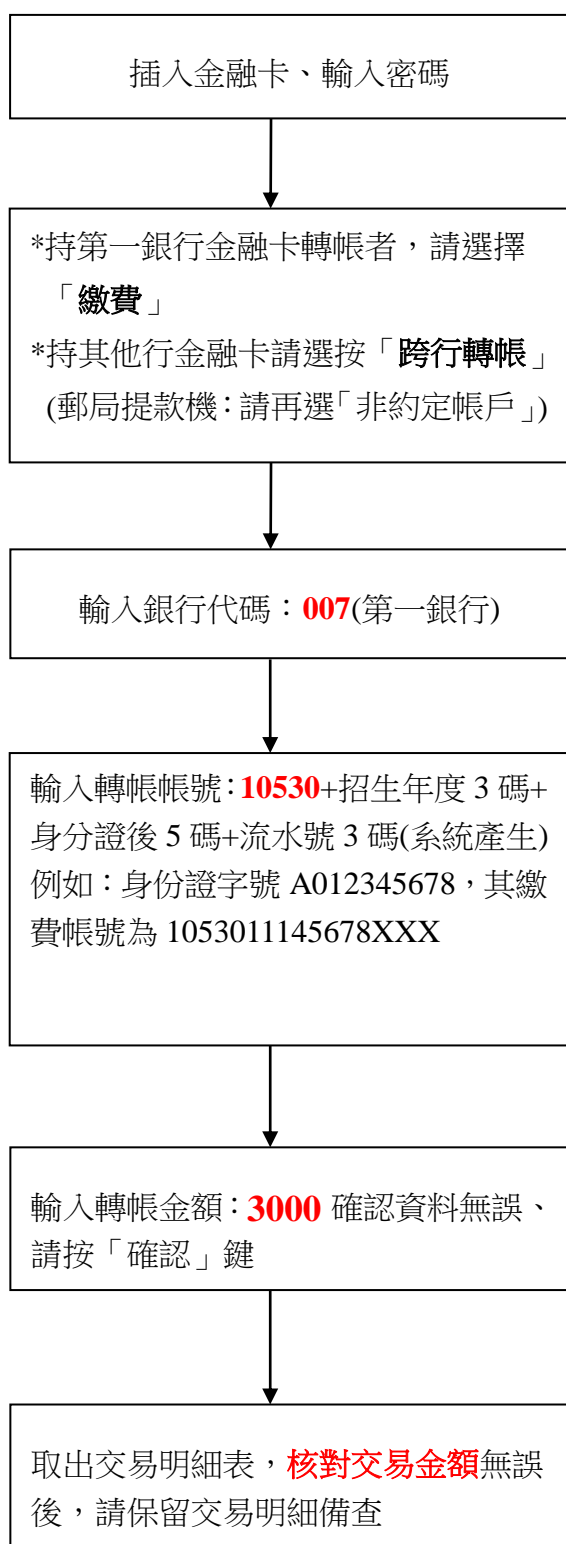 插入金融卡、輸入密碼
*持第一銀行金融卡轉帳者，請選擇
「繳費」
*持其他行金融卡請選按「跨行轉帳」
(郵局提款機：請再選「非約定帳戶」)
輸入銀行代碼：007(第一銀行)
輸入轉帳帳號：10530+招生年度 3 碼+
身分證後 5 碼+流水號 3 碼(系統產生)
例如：身份證字號 A012345678，其繳
費帳號為 1053011145678XXX
輸入轉帳金額：3000 確認資料無誤、
請按「確認」鍵
取出交易明細表，核對交易金額無誤
後，請保留交易明細備查